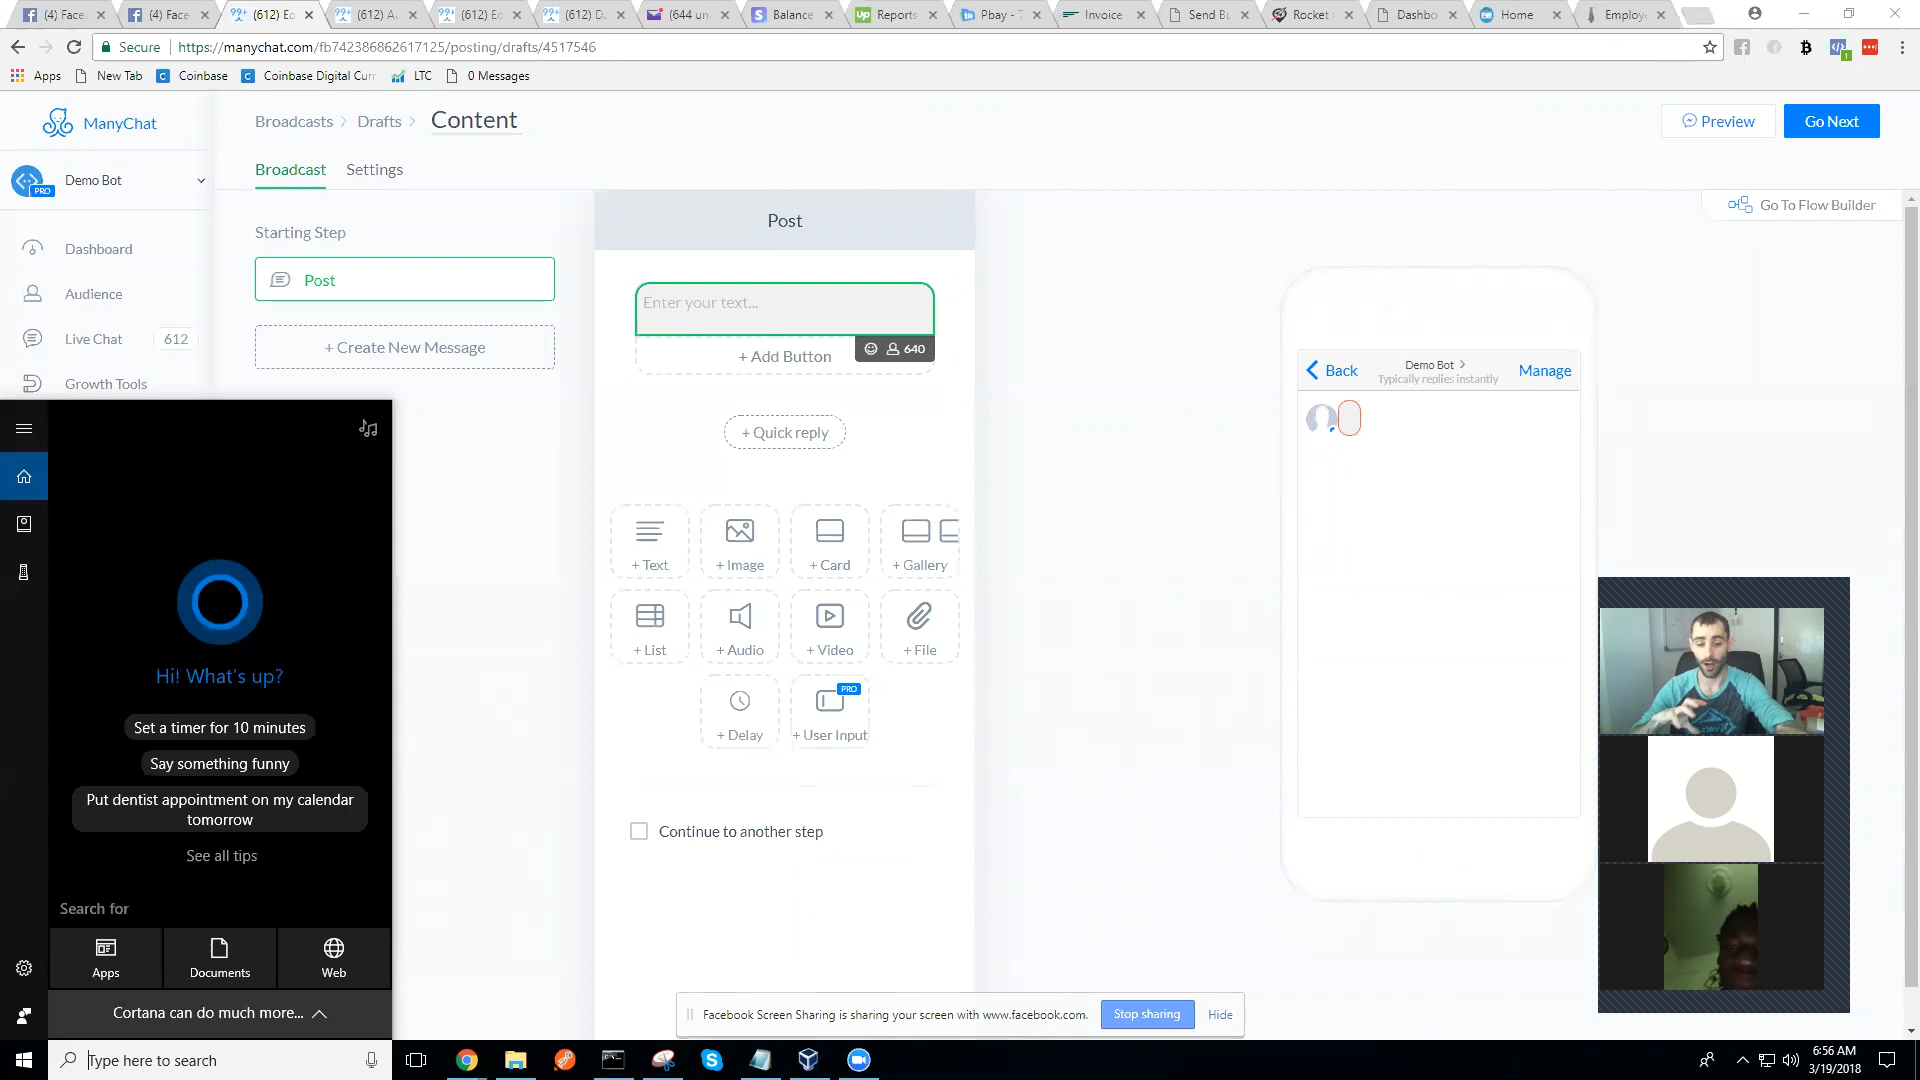 (4) Face
(4) Face
(612) Ec
(612) A
(612) Ec
(612) D
(644 un
Balance
Reports
Pbay - T
Invoice
Send Bu
Rocket
Dashbo
Home
Employ
Secure
https://manychat.com/fb742386862617125/posting/drafts/4517546
Apps
New Tab
Coinbase
Coinbase Digital Curr
LTC
0 Messages
ManyChat
Broadcasts
Drafts
Content
Preview
Go Next
PRO
Demo Bot
Broadcast
Settings
Go To Flow Builder
Dashboard
Audience
Live Chat
612
Growth Tools
Starting Step
Post
+ Create New Message
Post
Enter your text...
640
+ Add Button
+ Quick reply
+ Text
+ Image
+ Card
+ Gallery
+ List
+ Audio
+ Video
+ File
PRO
+ Delay
+ User Input
Continue to another step
Back
Demo Bot
Typically replies instantly
Manage
Hi! What's up?
Set a timer for 10 minutes
Say something funny
Put dentist appointment on my calendar
tomorrow
See all tips
Search for
Apps
Documents
Web
Cortana can do much more...
Facebook Screen Sharing is sharing your screen with www.facebook.com.
Stop sharing
Hide
Type here to search
6:56 AM
3/19/2018